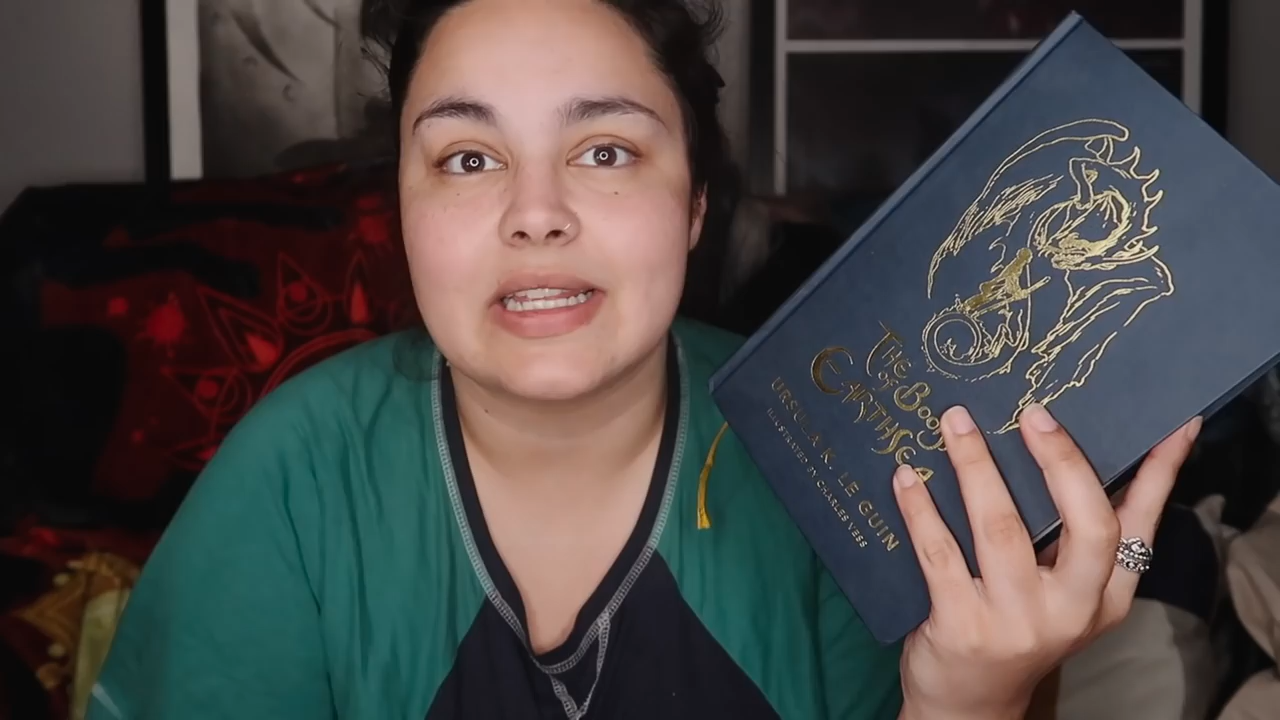 THE BOOKS
OF
EARTHSEA
URSULA K. LE GUIN
ILLUSTRATED BY CHARLES VESS